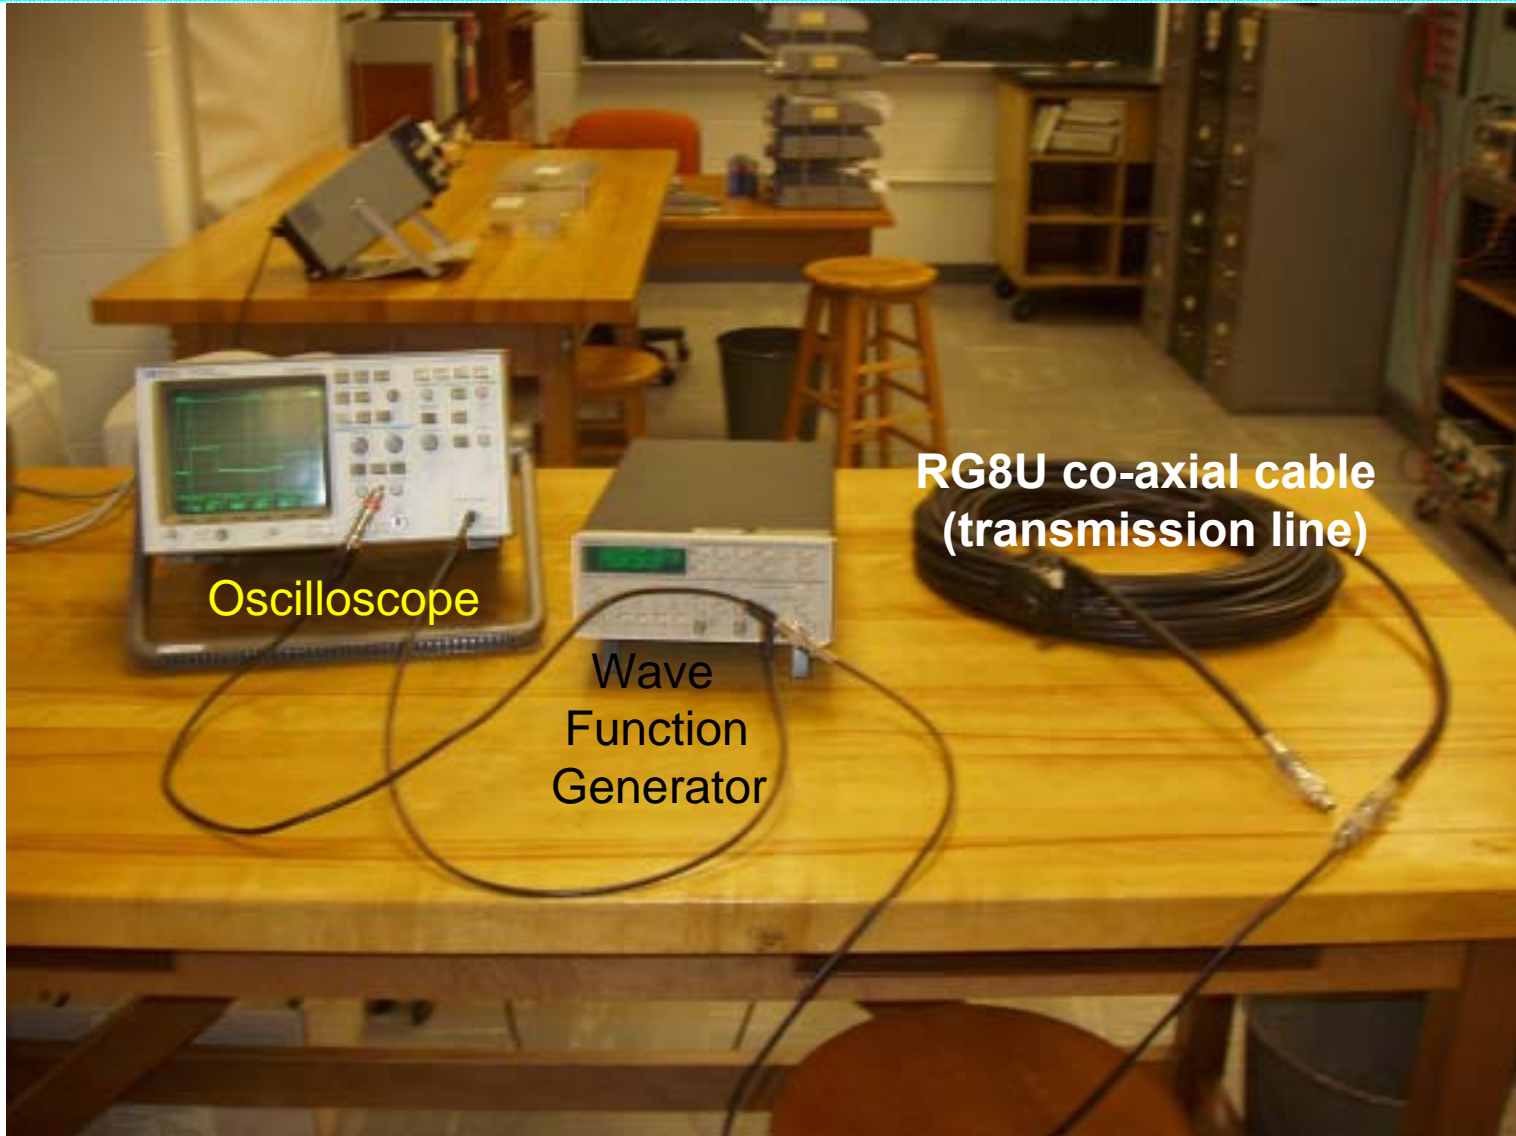 Oscilloscope
Wave
Function
Generator
RG8U co-axial cable
(transmission line)